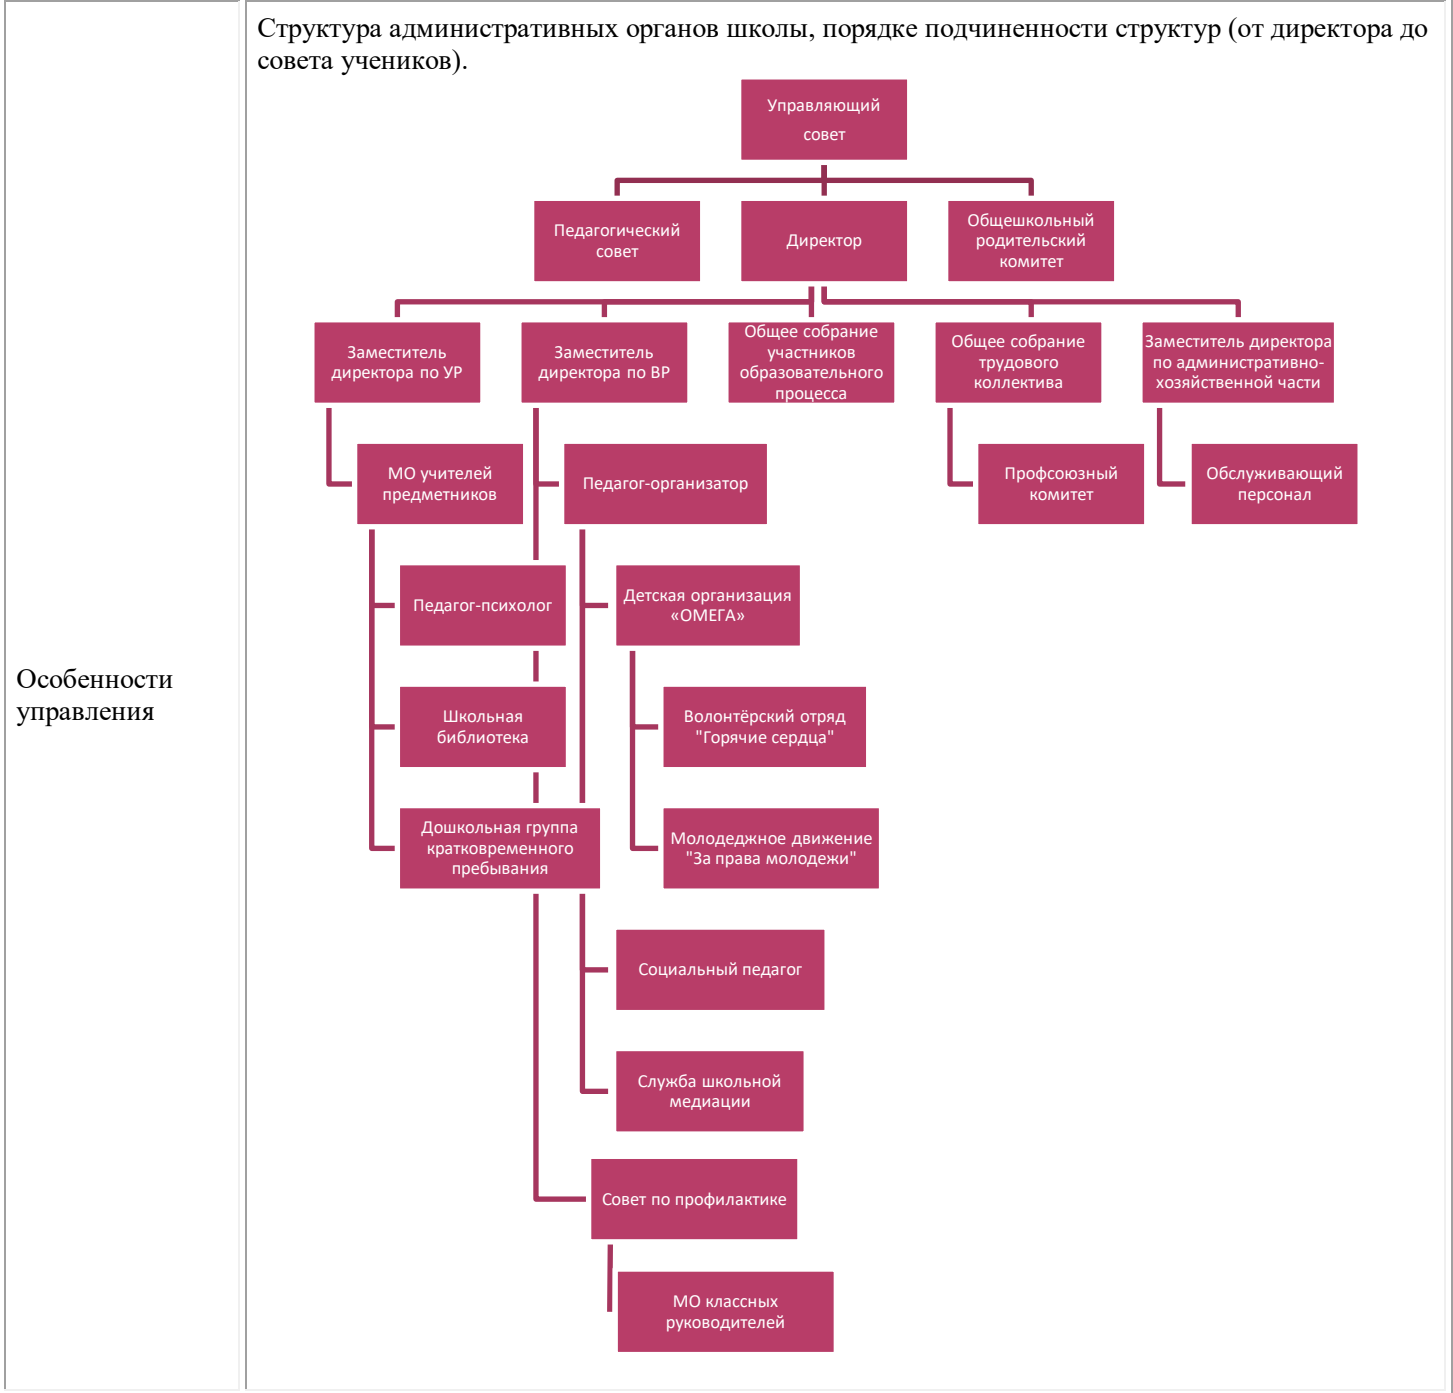 Структура административных органов школы, порядке подчиненности структур (от директора до
совета учеников).
Управляющий
совет
Педагогический
совет
Директор
Общешкольный
родительский
комитет
Заместитель
директора по УР
Заместитель
директора по ВР
Общее собрание
участников
образовательного
процесса
Общее собрание
трудового
коллектива
Заместитель директора
по административно-
хозяйственной части
МО учителей
предметников
Педагог-организатор
Профсоюзный
комитет
Обслуживающий
персонал
Педагог-психолог
Детская организация
«ОМЕГА»
Особенности
управления
Школьная
библиотека
Волонтёрский отряд
"Горячие сердца"
Дошкольная группа
кратковременного
пребывания
Молодеджное движение
"За права молодежи"
Социальный педагог
Служба школьной
медиации
Совет по профилактике
МО классных
руководителей